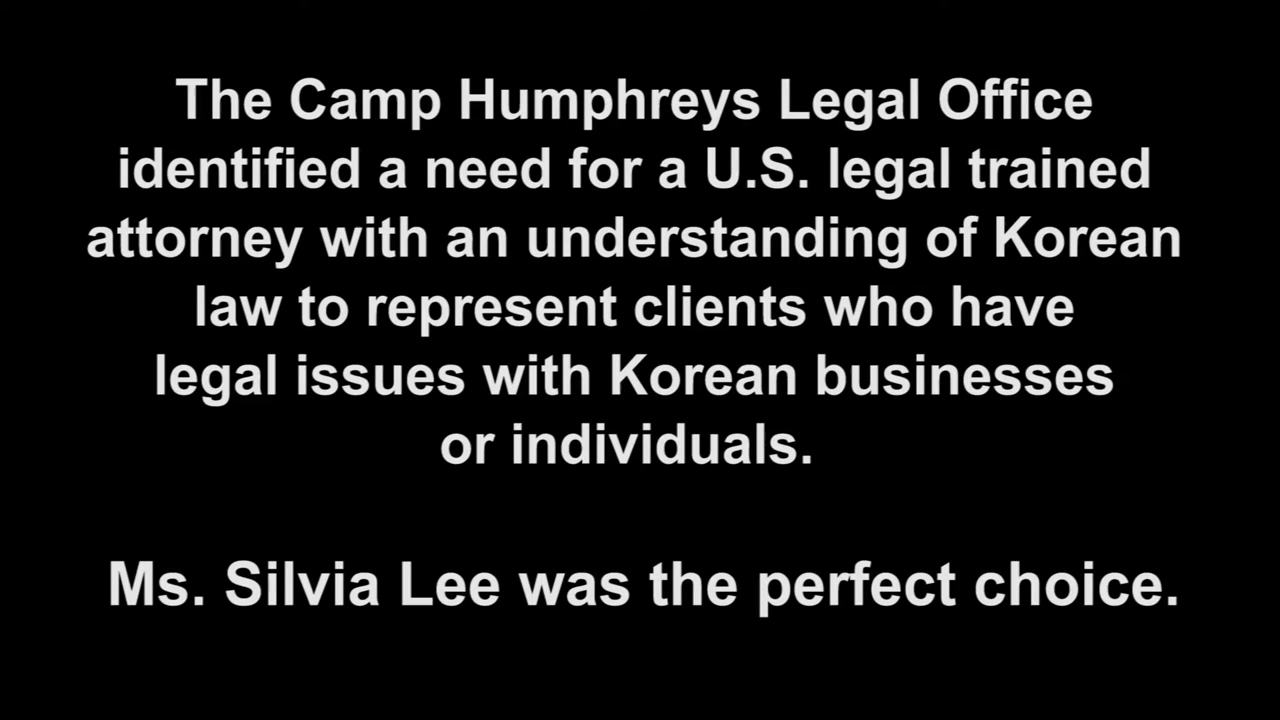 The Camp Humphreys Legal Office
identified a need for a U.S. legal trained
attorney with an understanding of Korean
law to represent clients who have
legal issues with Korean businesses
or individuals.
Ms. Silvia Lee was the perfect choice.